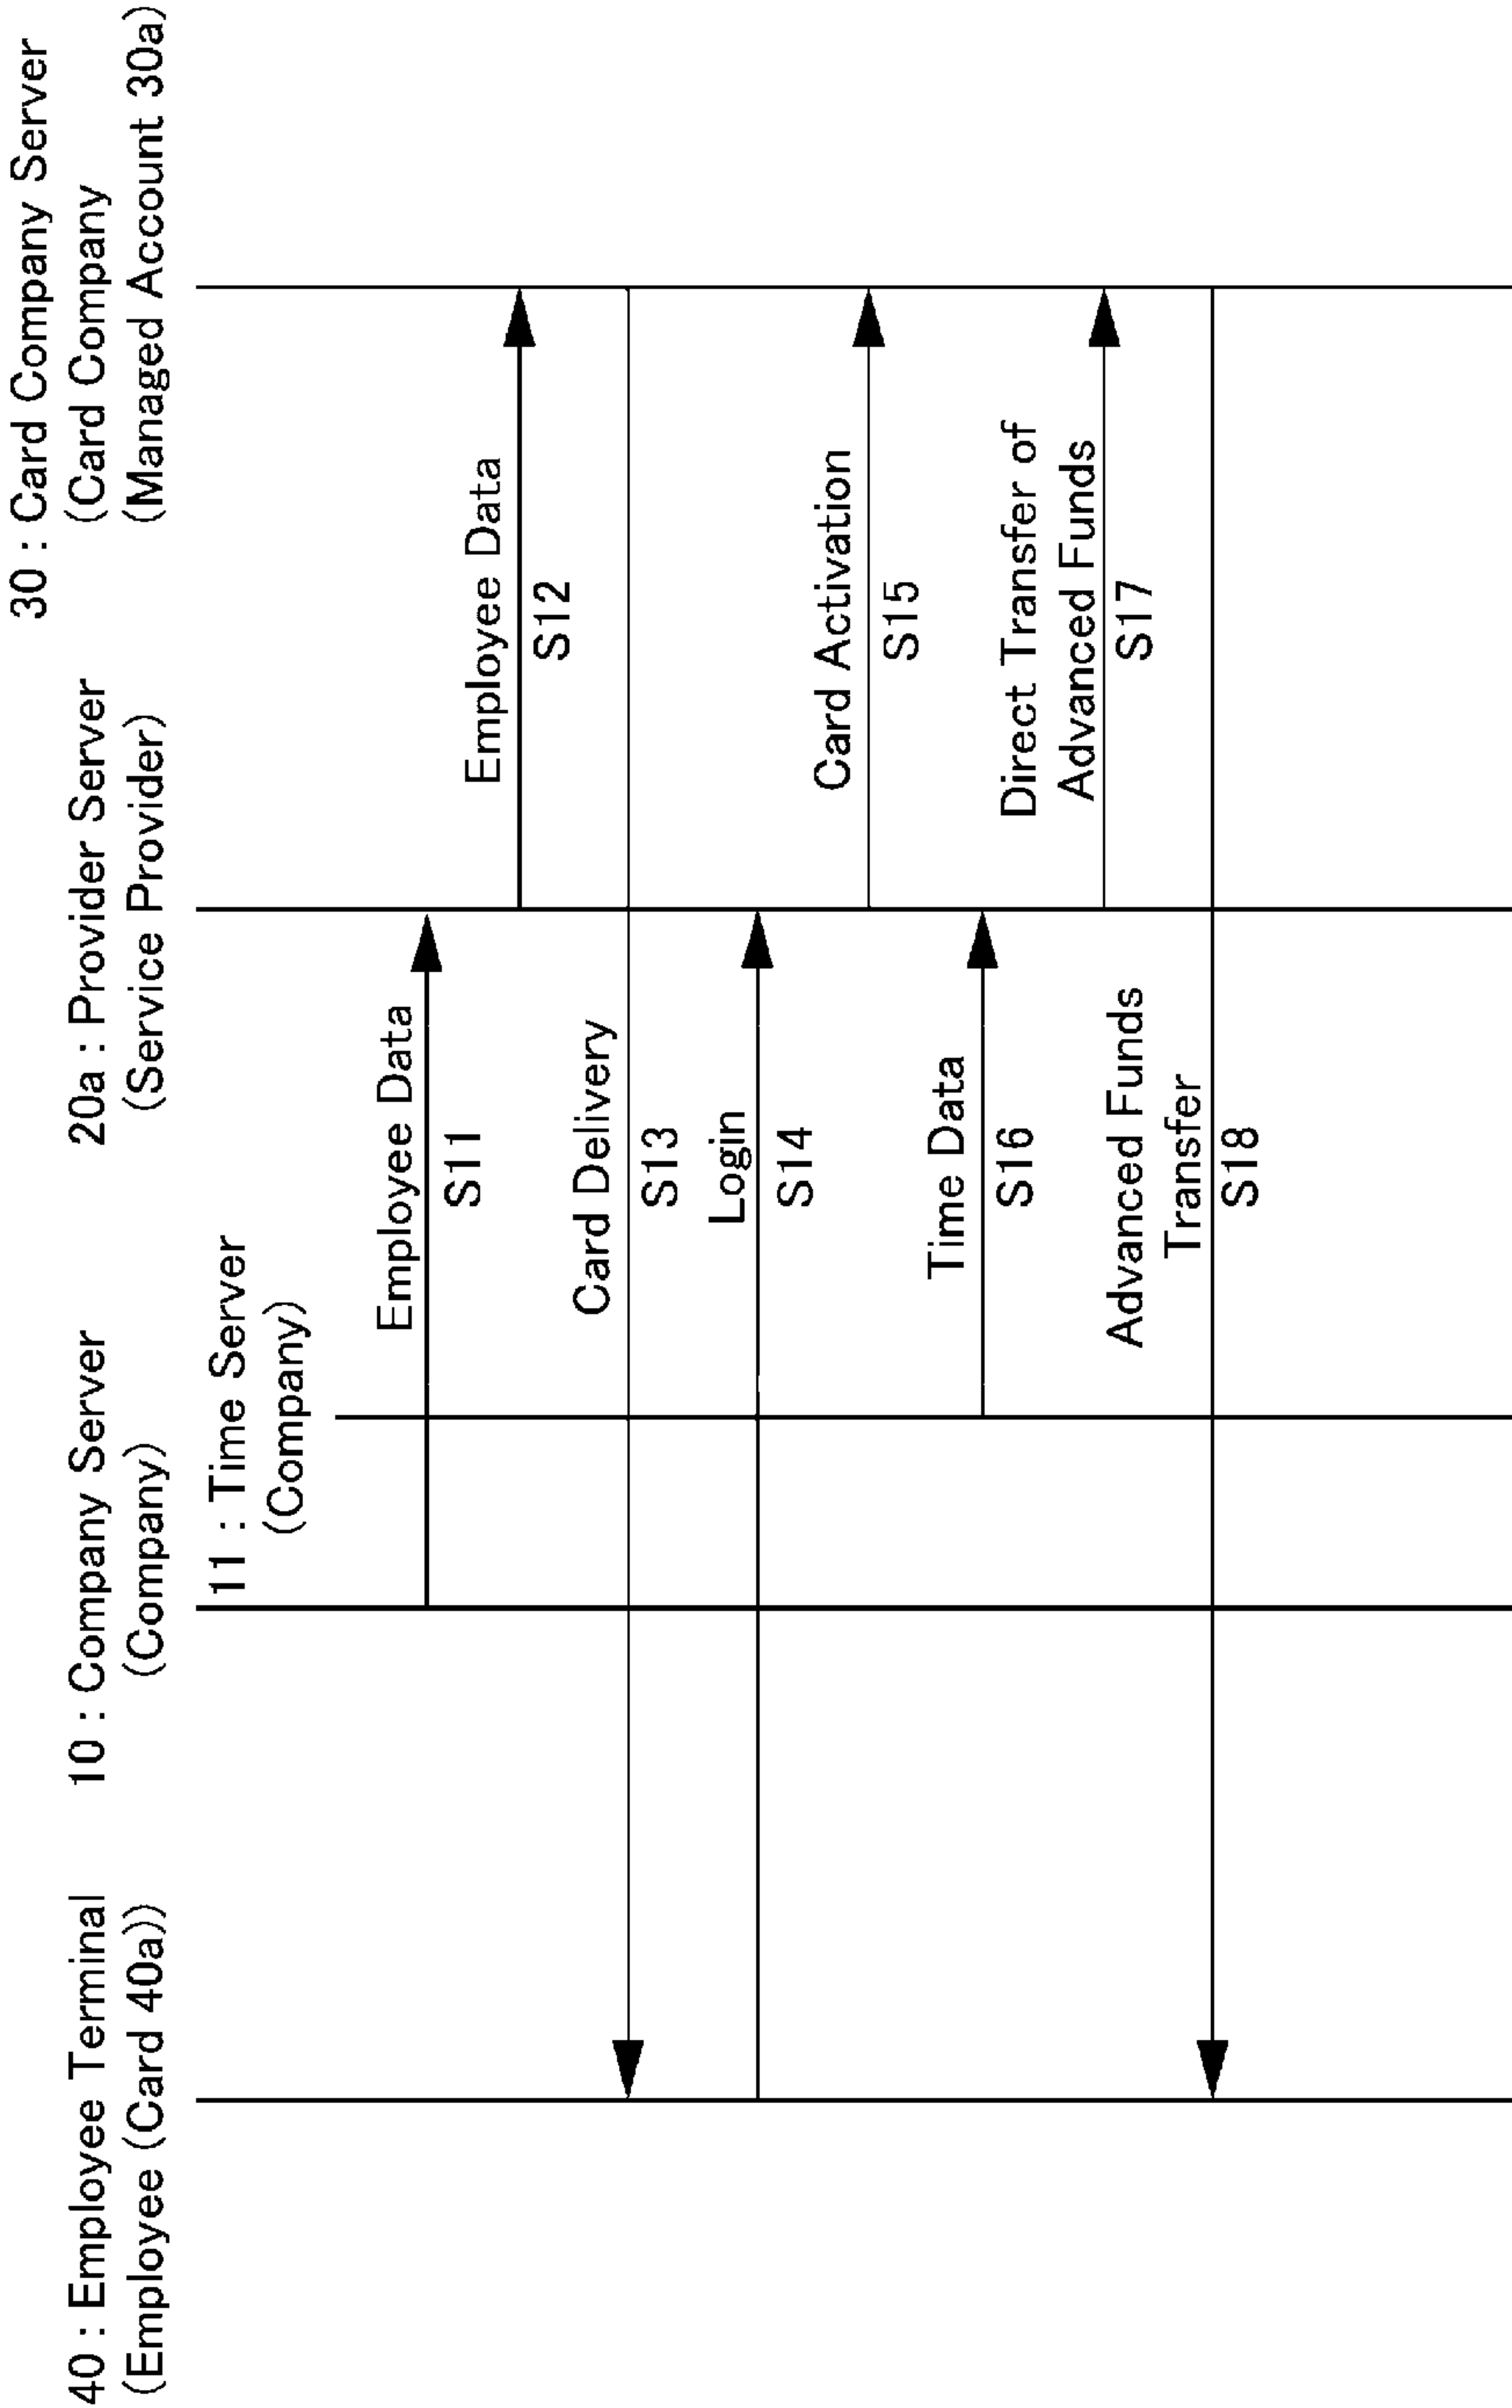 40 : Employee Terminal
(Employee (Card 40a))
10 : Company Server
(Company)
11 : Time Server
(Company)
20a : Provider Server
(Service Provider)
30 : Card Company Server
(Card Company
(Managed Account 30a)
Employee Data
S11
Employee Data
S12
Card Delivery
S13
Login
S14
Card Activation
S15
Time Data
S16
Direct Transfer of
Advanced Funds
S17
Advanced Funds
Transfer
S18